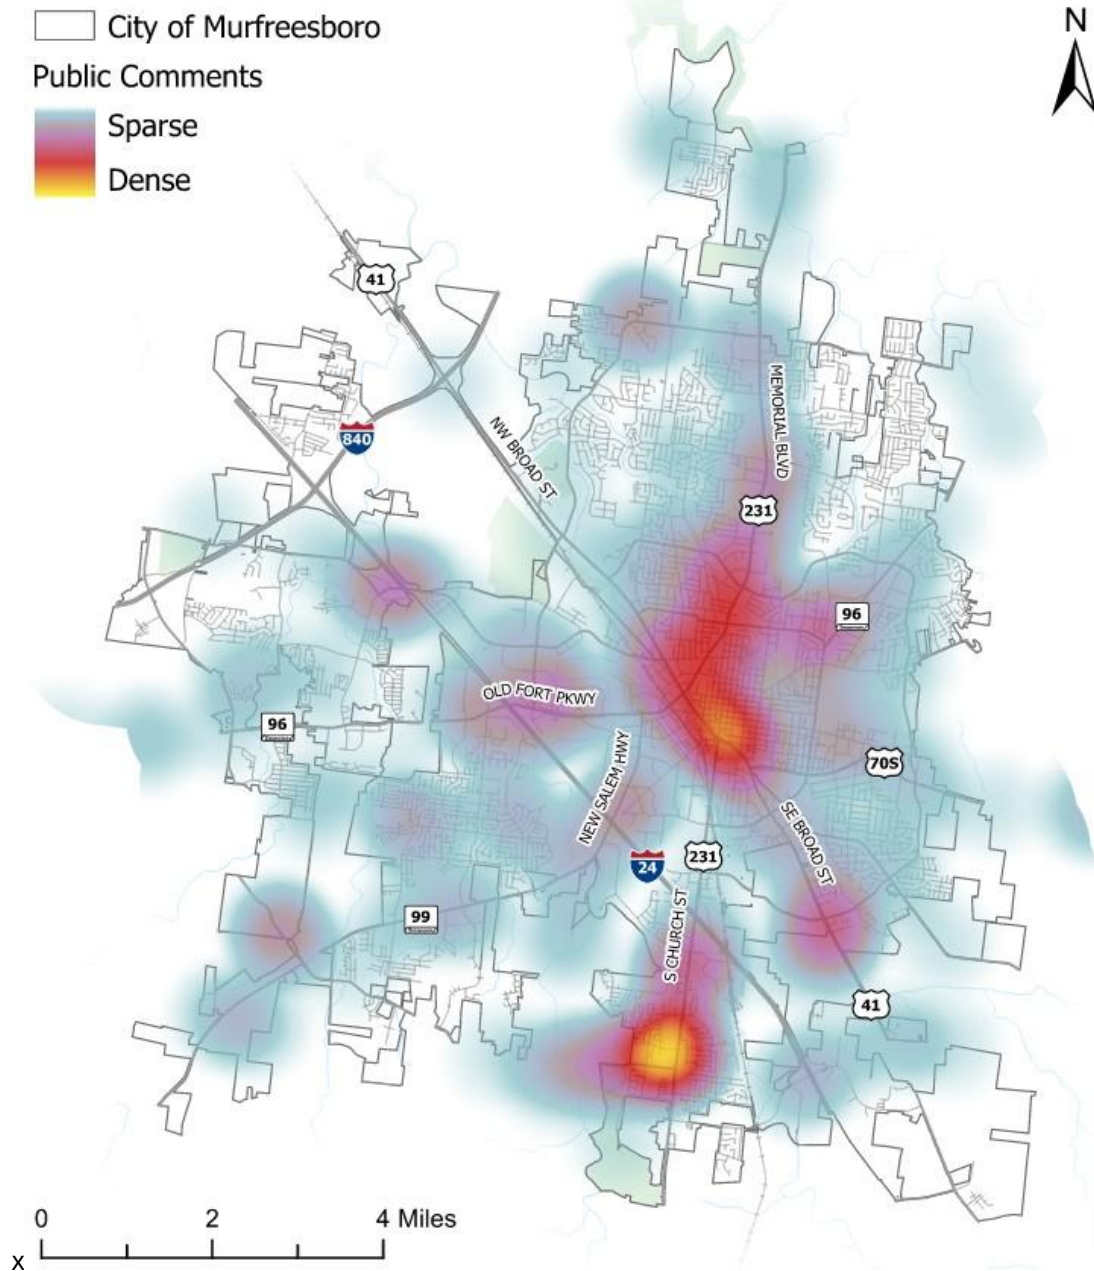 City of Murfreesboro
Public Comments
Sparse
Dense
N
41
840
NW BROAD ST
MEMORIAL BLVD
231
96
OLD FORT PKWY
96
NEW SALEM HWY
70S
SE BROAD ST
231
24
99
S CHURCH ST
41
0 2 4 Miles
x